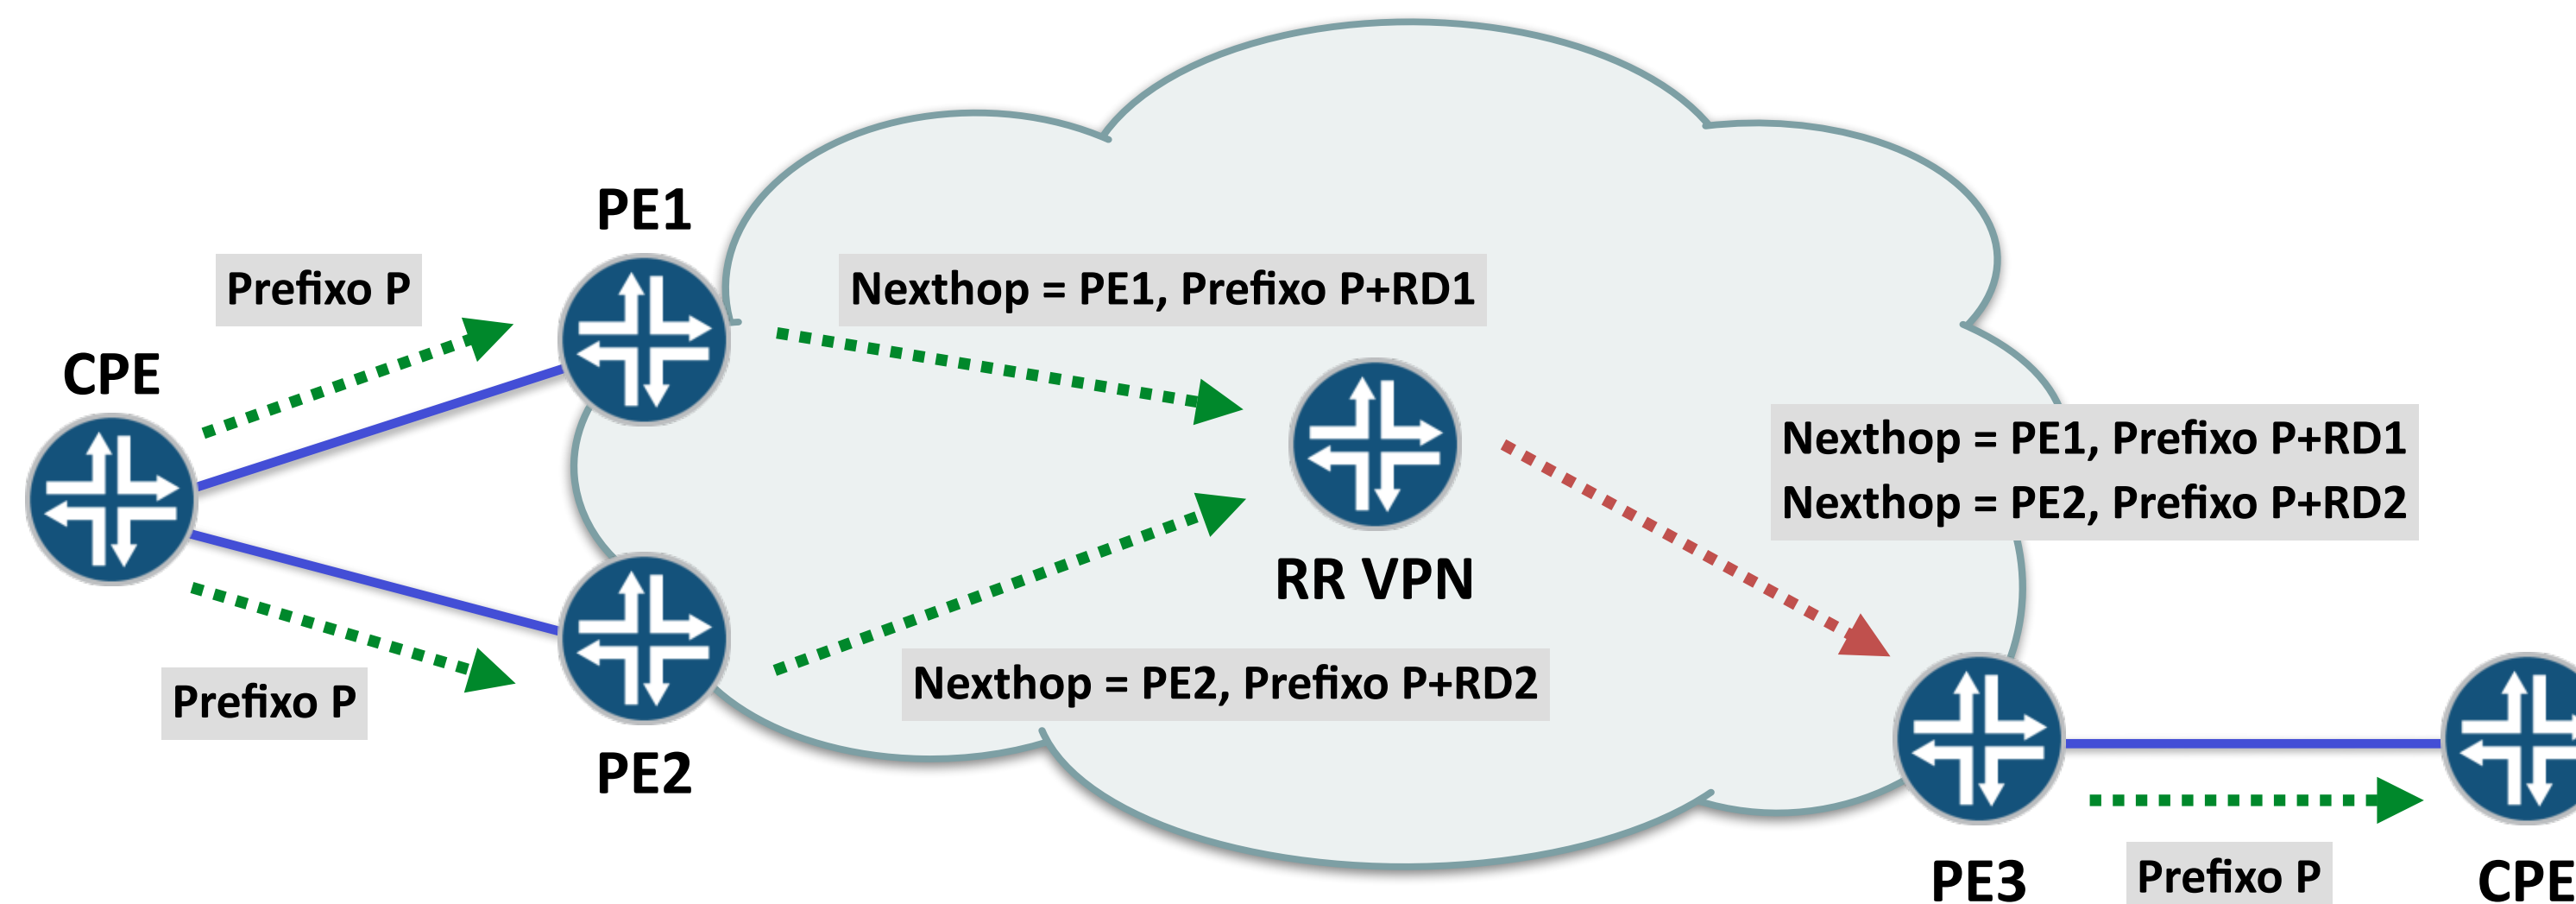 PE1
Prefixo P
Nexthop = PE1, Prefixo P+RD1
CPE
Nexthop = PE1, Prefixo P+RD1
Nexthop = PE2, Prefixo P+RD2
RR VPN
Nexthop = PE2, Prefixo P+RD2
Prefixo P
PE2
PE3
Prefixo P
CPE